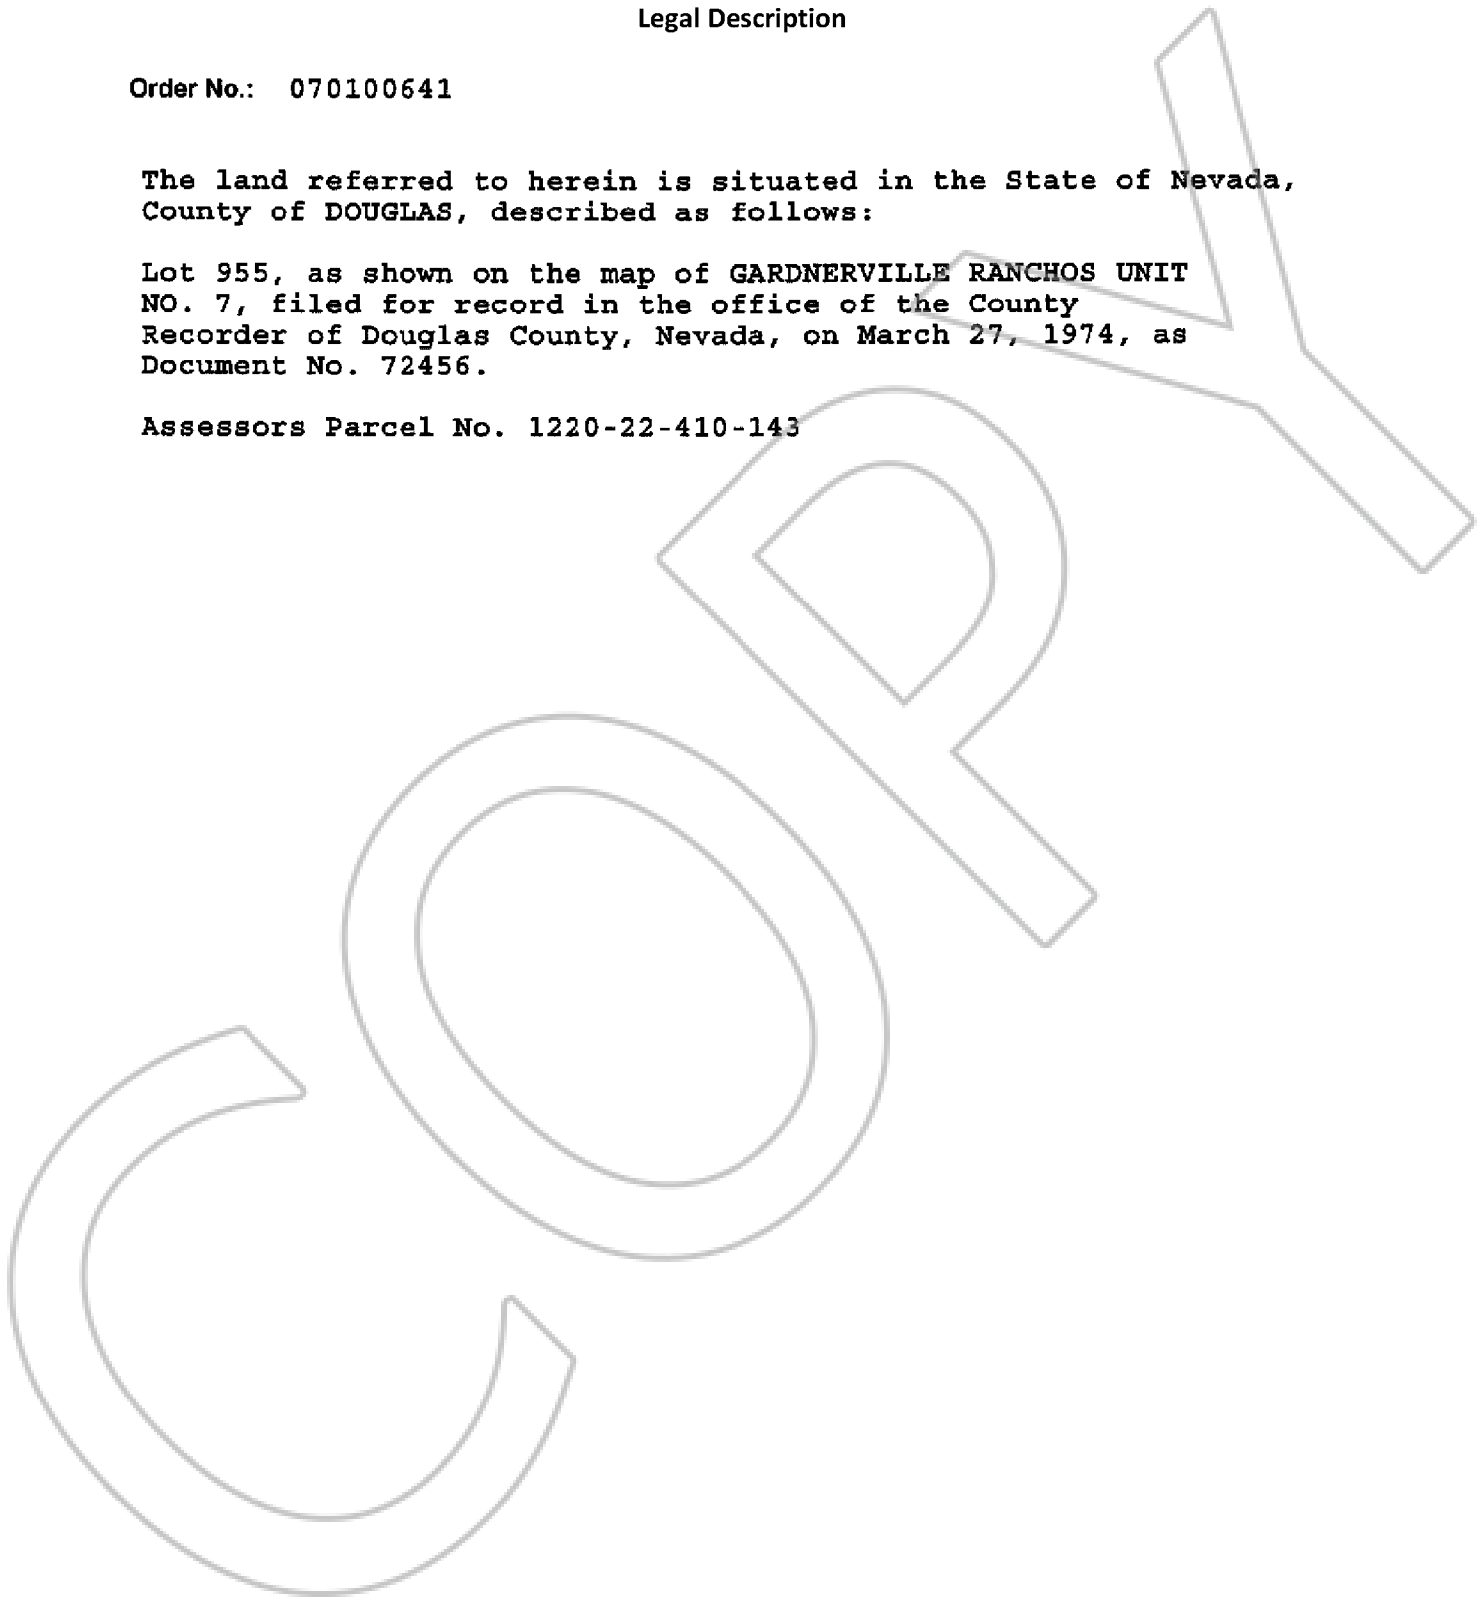 Legal Description
Order No.: 070100641
The land referred to herein is situated in the State of Nevada,
County of DOUGLAS, described as follows:
Lot 955, as shown on the map of GARDNERVILLE RANCHOS UNIT
NO. 7, filed for record in the office of the County
Recorder of Douglas County, Nevada, on March 27, 1974, as
Document No. 72456.
Assessors Parcel No. 1220-22-410-143
COPY